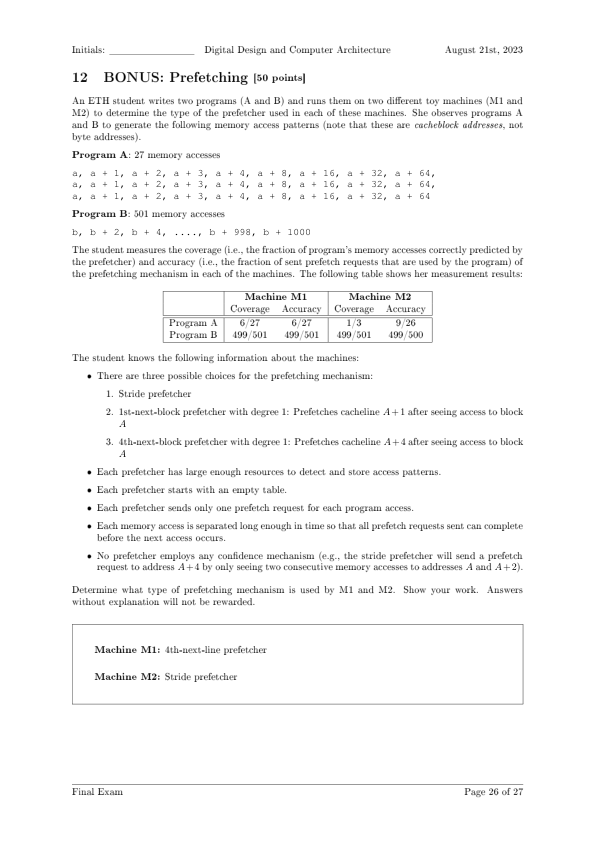 Initials: ________________ Digital Design and Computer Architecture August 21st, 2023
12 BONUS: Prefetching [50 points]
An ETH student writes two programs (A and B) and runs them on two different toy machines (M1 and
M2) to determine the type of the prefetcher used in each of these machines. She observes programs A
and B to generate the following memory access patterns (note that these are cacheblock addresses, not
byte addresses).
Program A: 27 memory accesses
a, a + 1, a + 2, a + 3, a + 4, a + 8, a + 16, a + 32, a + 64,
a, a + 1, a + 2, a + 3, a + 4, a + 8, a + 16, a + 32, a + 64,
a, a + 1, a + 2, a + 3, a + 4, a + 8, a + 16, a + 32, a + 64
Program B: 501 memory accesses
b, b + 2, b + 4, ...., b + 998, b + 1000
The student measures the coverage (i.e., the fraction of program's memory accesses correctly predicted by
the prefetcher) and accuracy (i.e., the fraction of sent prefetch requests that are used by the program) of
the prefetching mechanism in each of the machines. The following table shows her measurement results:
Machine M1 Machine M2
Coverage Accuracy Coverage Accuracy
Program A 6/27 6/27 1/3 9/26
Program B 499/501 499/501 499/501 499/500
The student knows the following information about the machines:
• There are three possible choices for the prefetching mechanism:
1. Stride prefetcher
2. 1st-next-block prefetcher with degree 1: Prefetches cacheline A+1 after seeing access to block
A
3. 4th-next-block prefetcher with degree 1: Prefetches cacheline A+4 after seeing access to block
A
• Each prefetcher has large enough resources to detect and store access patterns.
• Each prefetcher starts with an empty table.
• Each prefetcher sends only one prefetch request for each program access.
• Each memory access is separated long enough in time so that all prefetch requests sent can complete
before the next access occurs.
• No prefetcher employs any confidence mechanism (e.g., the stride prefetcher will send a prefetch
request to address A+4 by only seeing two consecutive memory accesses to addresses A and A+2).
Determine what type of prefetching mechanism is used by M1 and M2. Show your work. Answers
without explanation will not be rewarded.
Machine M1: 4th-next-line prefetcher
Machine M2: Stride prefetcher
Final Exam Page 26 of 27